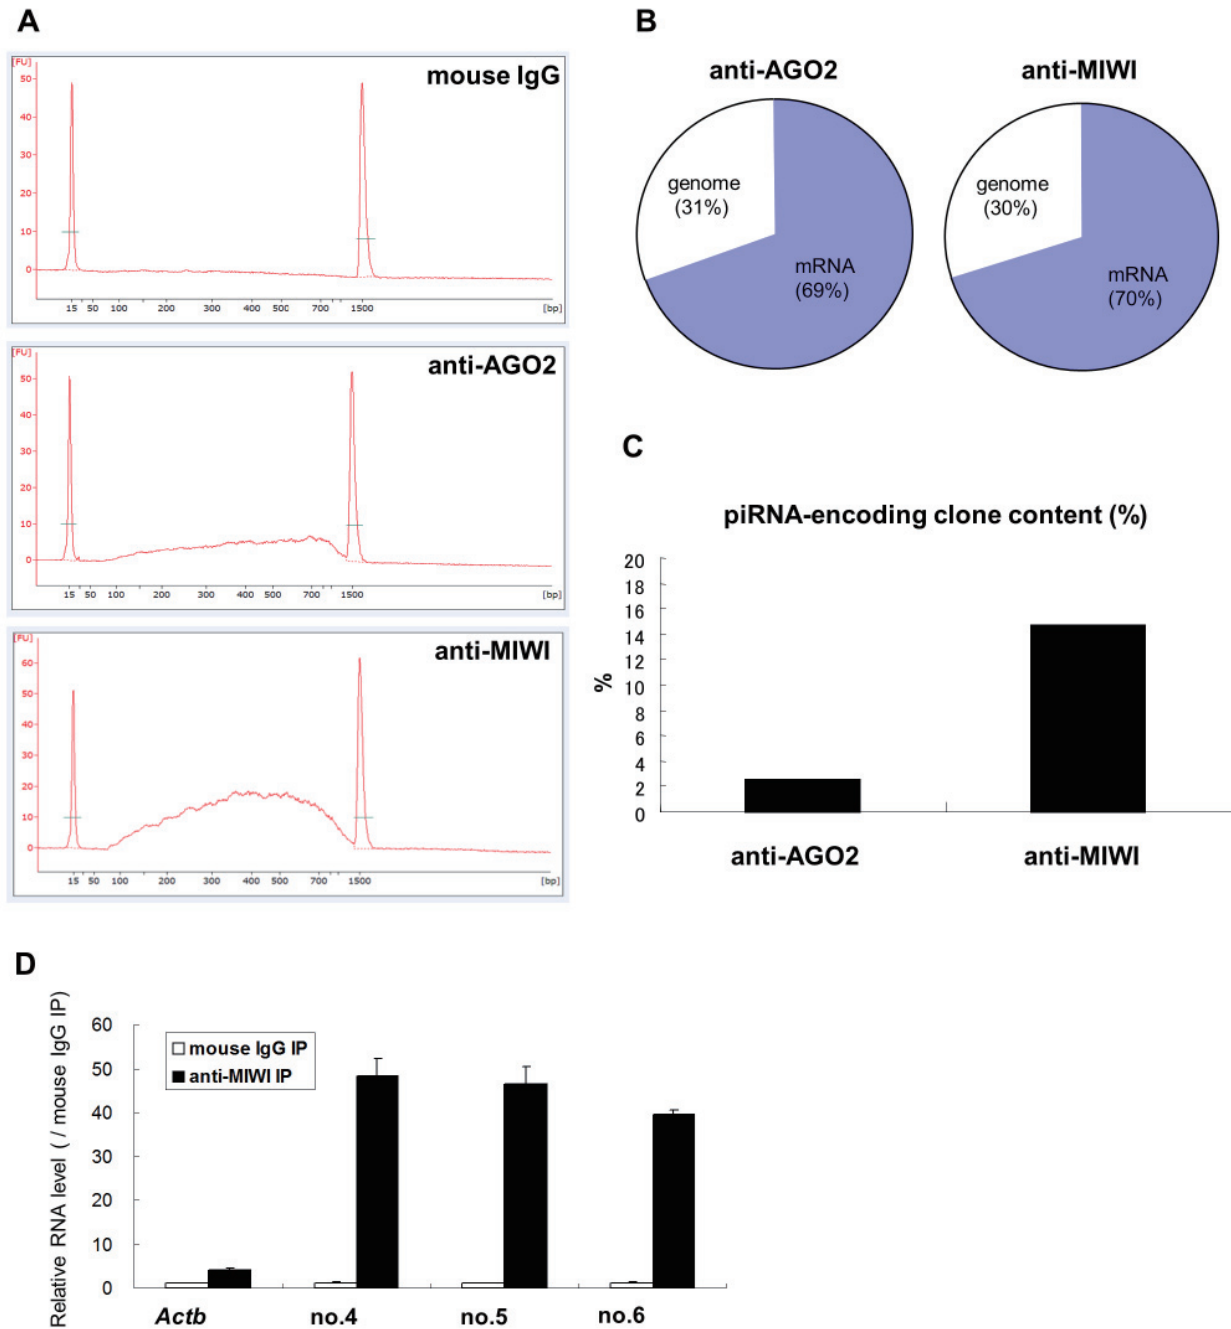 A
[FU]
mouse IgG
50
40
30
20
10
0
15 50 100 200 300 400 500 700 1500 [bp]
[FU]
anti-AGO2
50
40
30
20
10
0
15 50 100 200 300 400 500 700 1500 [bp]
[FU]
anti-MIWI
60
50
40
30
20
10
0
15 50 100 200 300 400 500 700 1500 [bp]
B
anti-AGO2
genome
(31%)
mRNA
(69%)
anti-MIWI
genome
(30%)
mRNA
(70%)
C
piRNA-encoding clone content (%)
%
20
18
16
14
12
10
8
6
4
2
0
anti-AGO2 anti-MIWI
D
Relative RNA level ( / mouse IgG IP)
60
50
40
30
20
10
0
mouse IgG IP
anti-MIWI IP
Actb no.4 no.5 no.6